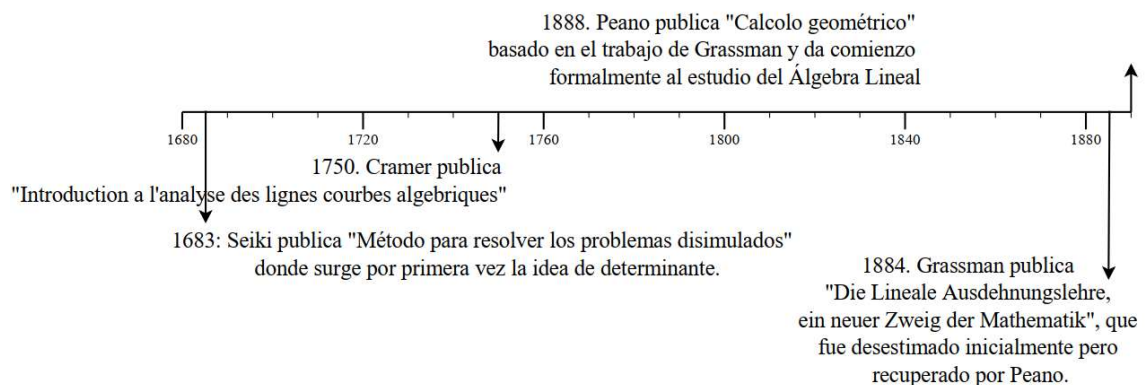 1888. Peano publica "Calcolo geométrico"
basado en el trabajo de Grassman y da comienzo
formalmente al estudio del Álgebra Lineal
1680
1720
1760
1800
1840
1880
1750. Cramer publica
"Introduction a l'analyse des lignes courbes algebriques"
1683: Seiki publica "Método para resolver los problemas disimulados"
donde surge por primera vez la idea de determinante.
1884. Grassman publica
"Die Lineale Ausdehnungslehre,
ein neuer Zweig der Mathematik", que
fue desestimado inicialmente pero
recuperado por Peano.